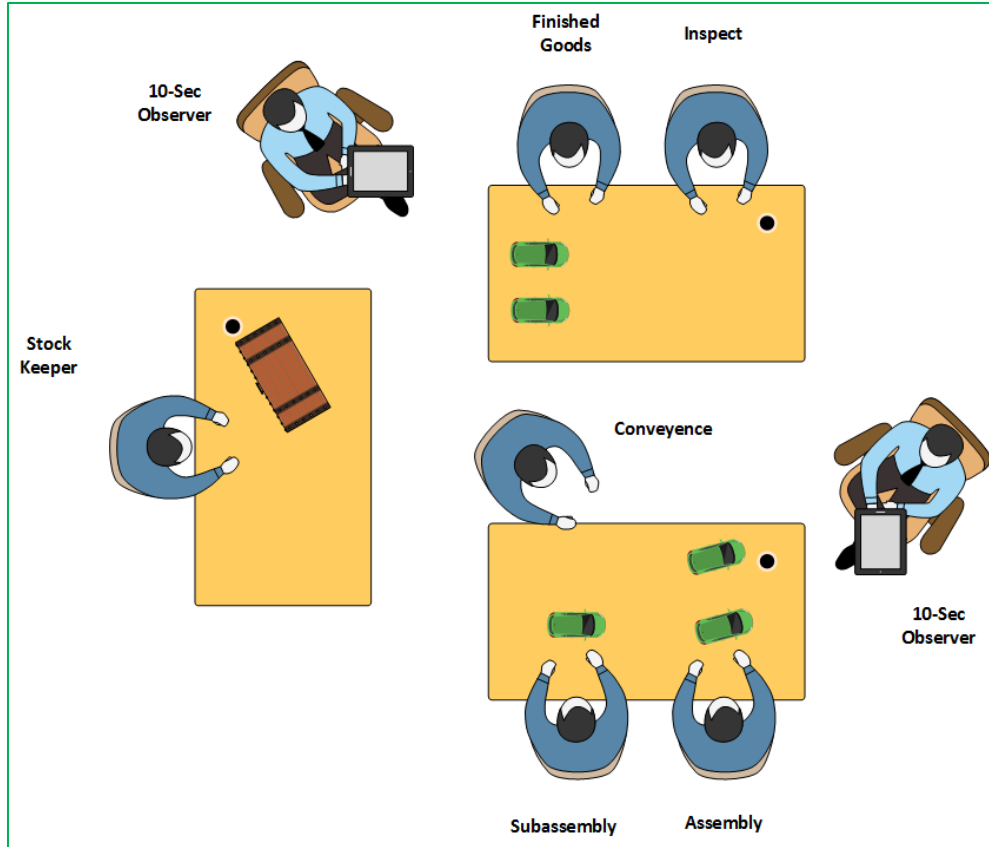 Finished
Goods
Inspect
10-Sec
Observer
Stock
Keeper
Conveyence
10-Sec
Observer
Subassembly
Assembly